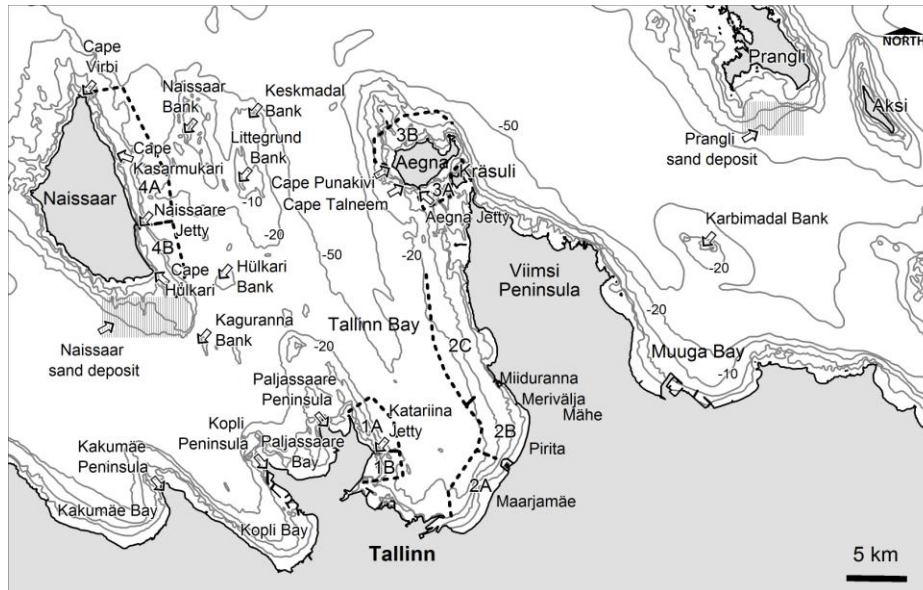 Cape
Virbi
Naissaar
Bank
Keskmadal
Bank
Littegrund
Bank
-10
-20
-50
Cape
Kasarmukari
4A
Naissaar
Naissaare
Jetty
4B
Cape
Hülkari
Hülkari
Bank
Naissaar
sand deposit
Kaguranna
Bank
3B
Aegna
Kräsuli
3A
Cape Punakivi
Cape Talneem
Aegna Jetty
-20
-50
Prangli
NORTH
Aksi
Prangli
sand deposit
Karbimadal Bank
-20
-20
-10
Viimsi
Peninsula
Muuga Bay
Tallinn Bay
2C
-20
Miiduranna
Merivälja
Mähe
2B
Pirita
2A
Maarjamäe
Paljassaare
Peninsula
1A
Katariina
Jetty
1B
Kopli
Peninsula
Paljassaare
Bay
Kakumäe
Peninsula
Kakumäe Bay
Kopli Bay
Tallinn
5 km